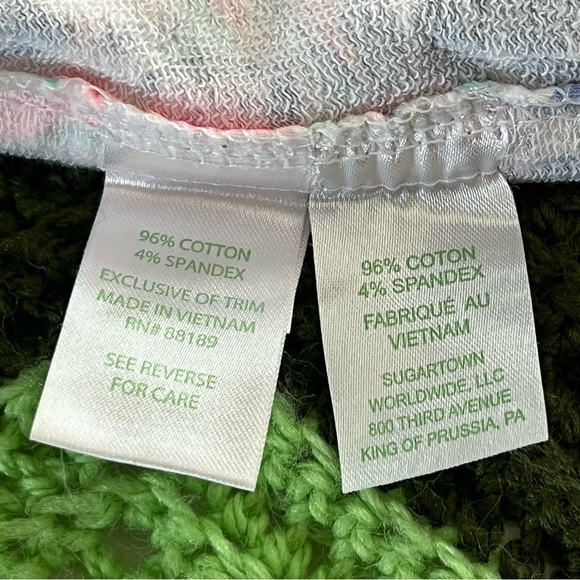 96% COTTON
4% SPANDEX
EXCLUSIVE OF TRIM
MADE IN VIETNAM
RN# 88189
SEE REVERSE
FOR CARE
96% COTON
4% SPANDEX
FABRIQUÉ AU
VIETNAM
SUGARTOWN
WORLDWIDE, LLC
800 THIRD AVENUE
KING OF PRUSSIA, PA